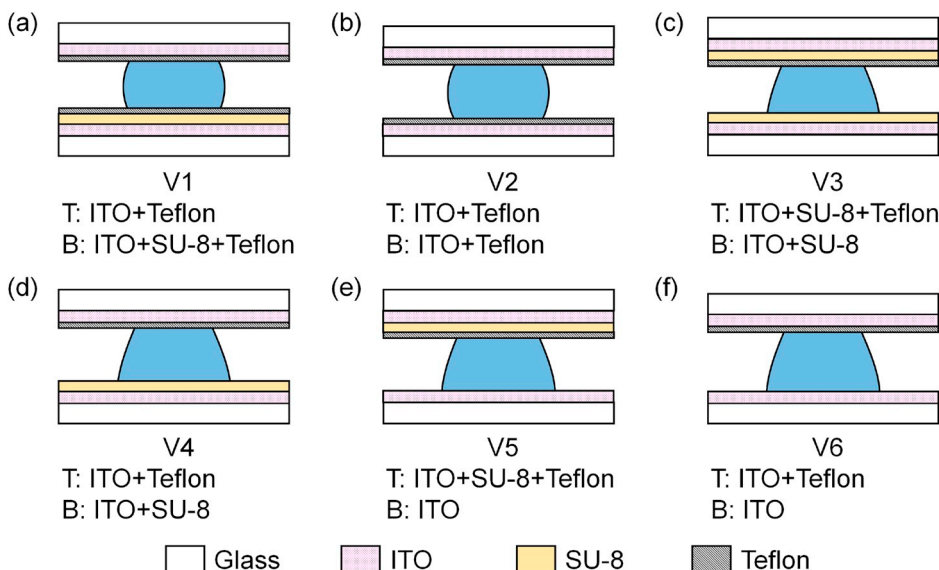 (a) (b) (c)
V1 V2 V3
T: ITO+Teflon T: ITO+Teflon T: ITO+SU-8+Teflon
B: ITO+SU-8+Teflon B: ITO+Teflon B: ITO+SU-8
(d) (e) (f)
V4 V5 V6
T: ITO+Teflon T: ITO+SU-8+Teflon T: ITO+Teflon
B: ITO+SU-8 B: ITO B: ITO
Glass ITO SU-8 Teflon